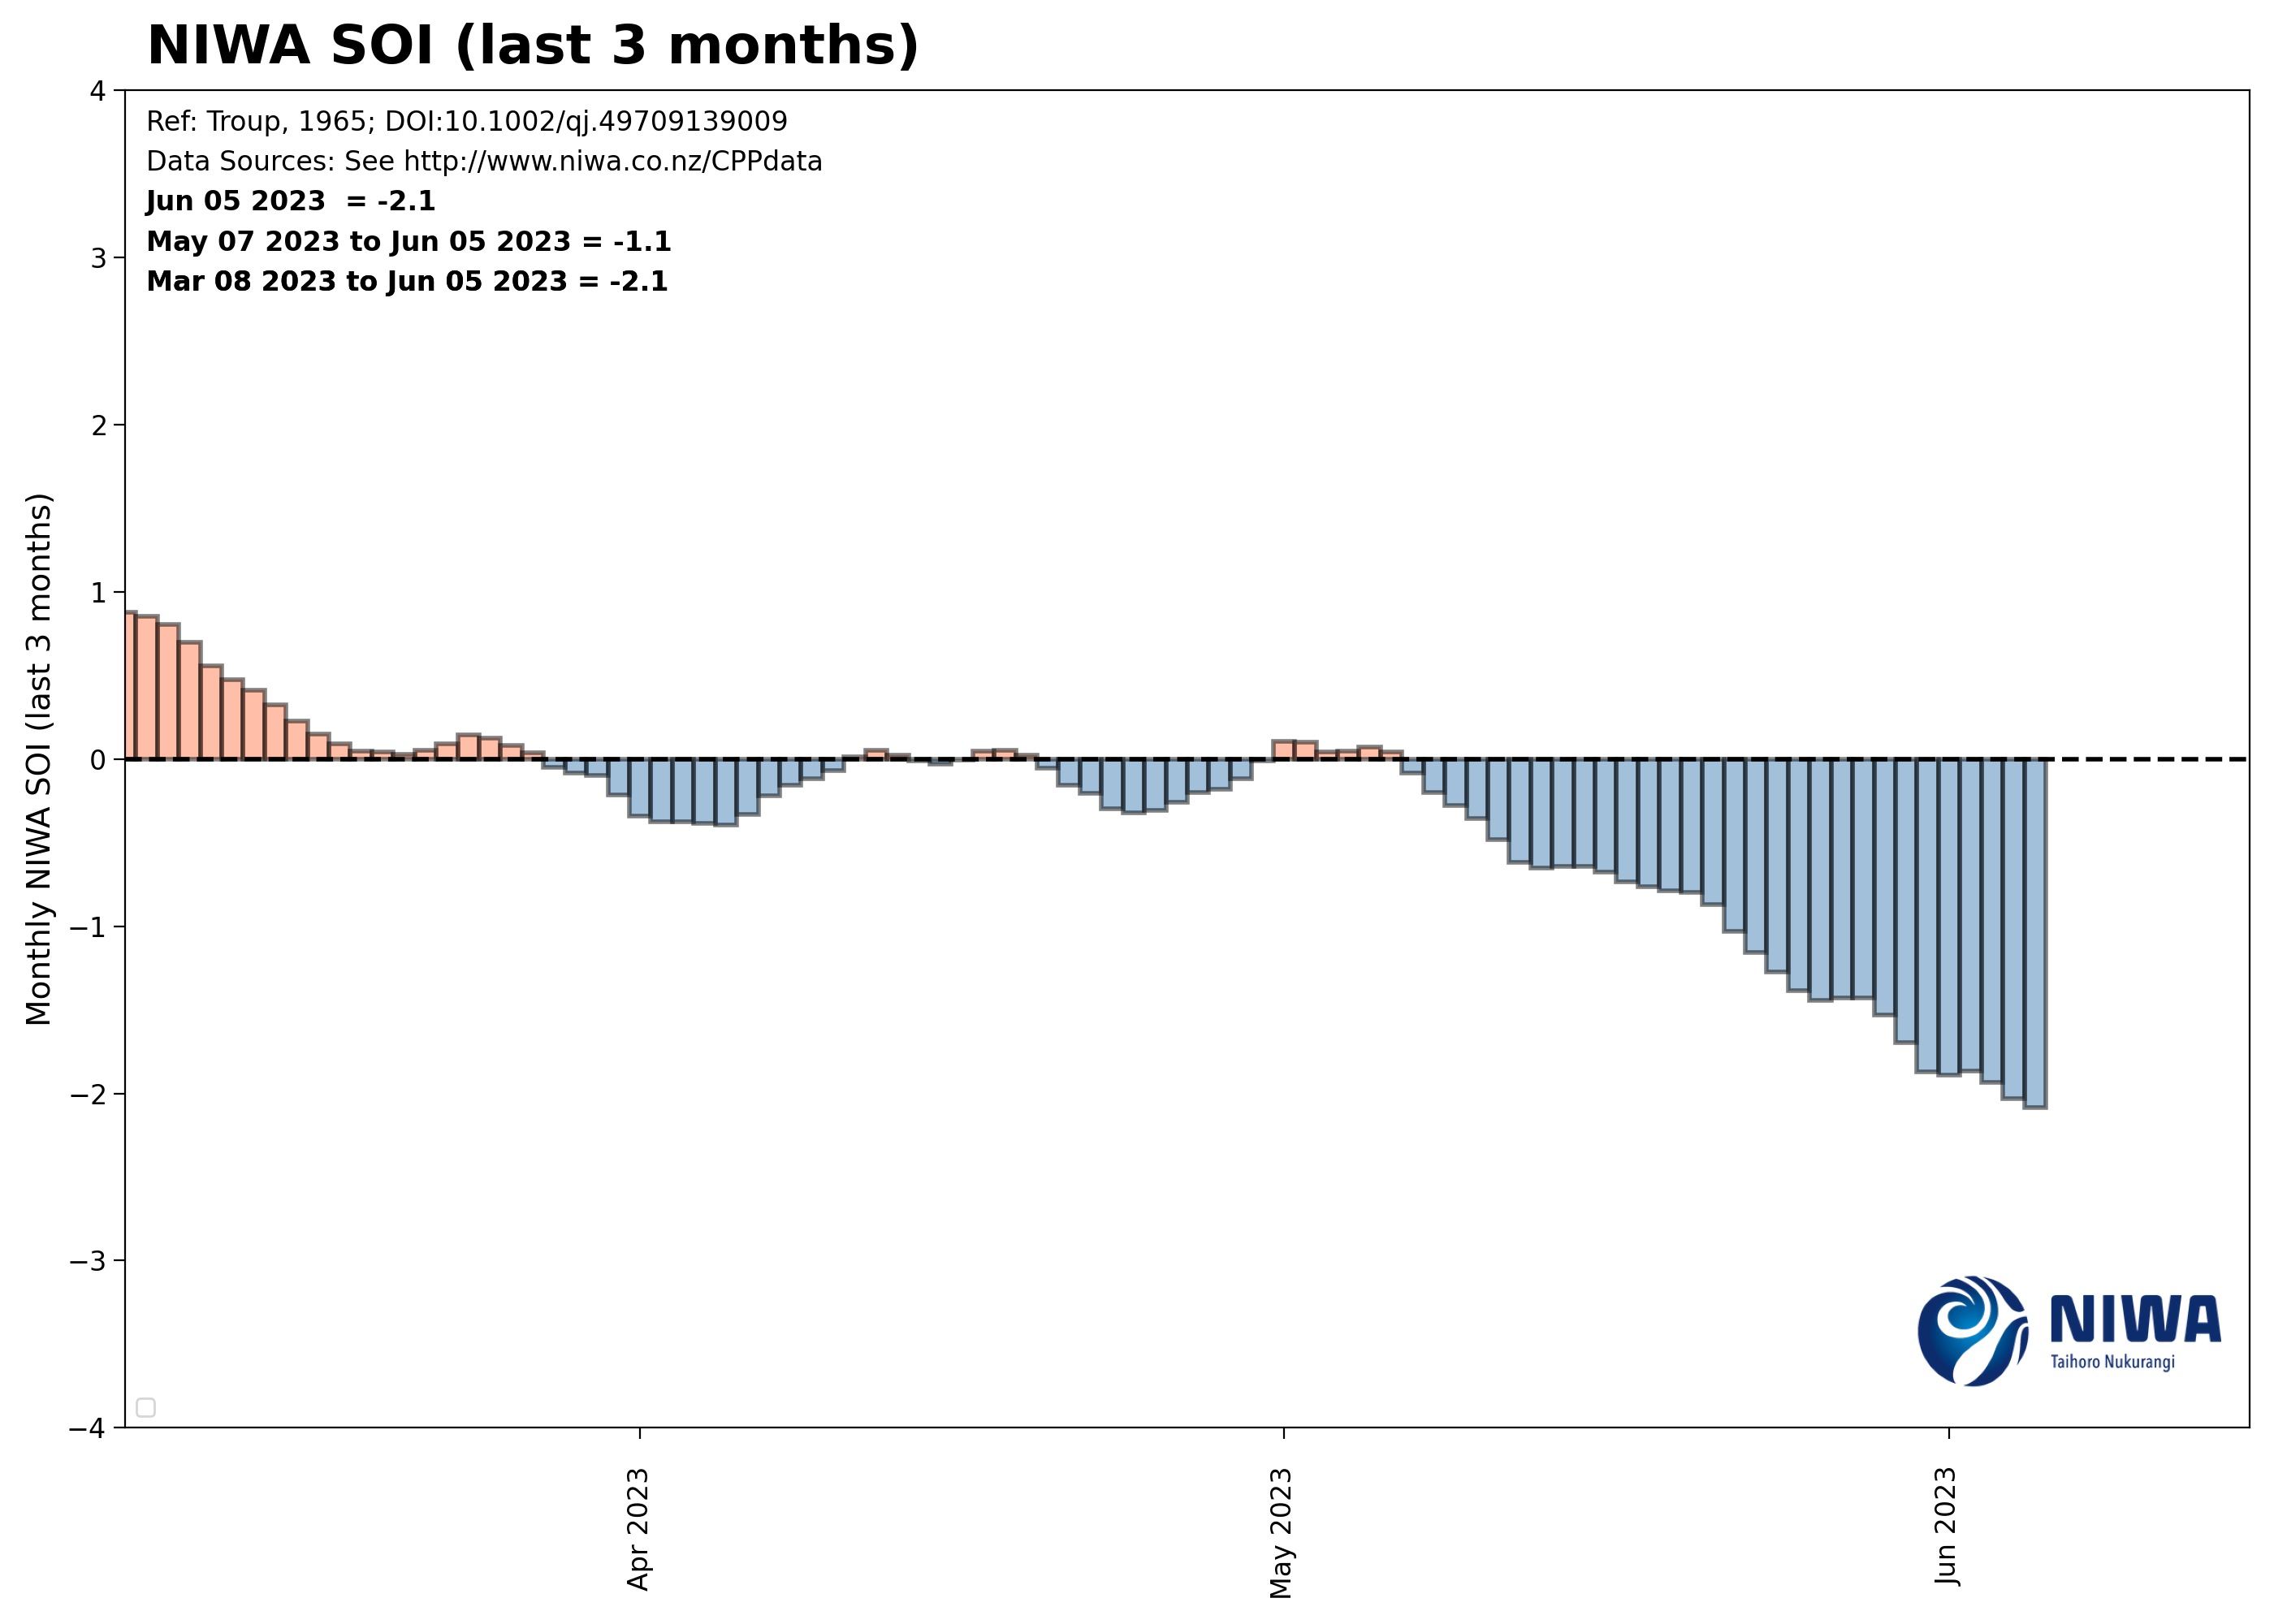 NIWA SOI (last 3 months)
Ref: Troup, 1965; DOI:10.1002/qj.49709139009
Data Sources: See http://www.niwa.co.nz/CPPdata
Jun 05 2023  = -2.1
May 07 2023 to Jun 05 2023 = -1.1
Mar 08 2023 to Jun 05 2023 = -2.1
Monthly NIWA SOI (last 3 months)
4
3
2
1
0
−1
−2
−3
−4
NIWA
Taihoro Nukurangi
Apr 2023
May 2023
Jun 2023